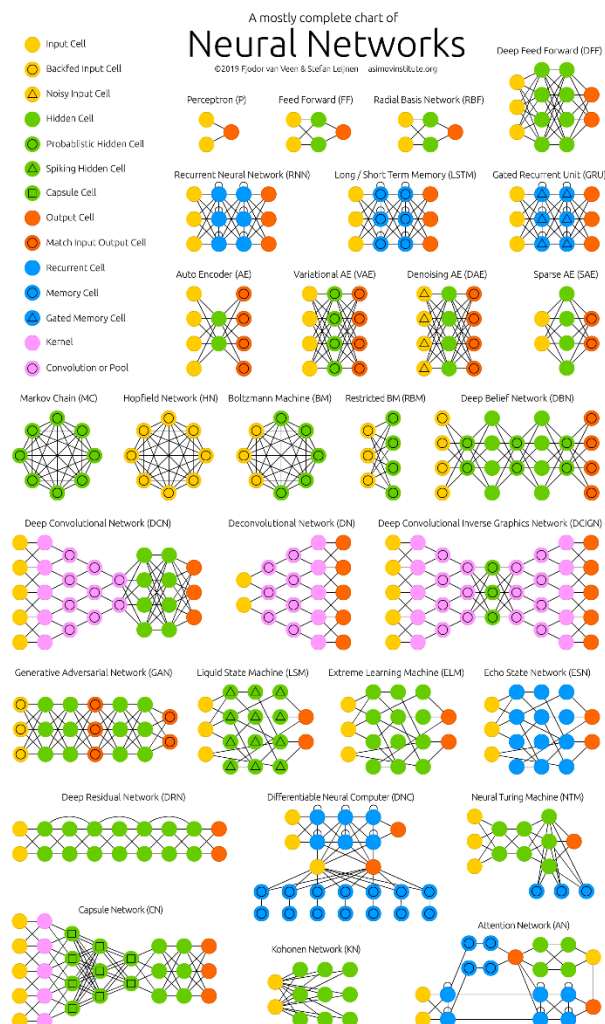 A mostly complete chart of
Neural Networks
©2019 Fjodor van Veen & Stefan Leijnen asimovinstitute.org
Input Cell
Backfed Input Cell
Noisy Input Cell
Hidden Cell
Probablistic Hidden Cell
Spiking Hidden Cell
Capsule Cell
Output Cell
Match Input Output Cell
Recurrent Cell
Memory Cell
Gated Memory Cell
Kernel
Convolution or Pool
Deep Feed Forward (DFF)
Perceptron (P)
Feed Forward (FF)
Radial Basis Network (RBF)
Recurrent Neural Network (RNN)
Long / Short Term Memory (LSTM)
Gated Recurrent Unit (GRU)
Auto Encoder (AE)
Variational AE (VAE)
Denoising AE (DAE)
Sparse AE (SAE)
Markov Chain (MC)
Hopfield Network (HN)
Boltzmann Machine (BM)
Restricted BM (RBM)
Deep Belief Network (DBN)
Deep Convolutional Network (DCN)
Deconvolutional Network (DN)
Deep Convolutional Inverse Graphics Network (DCIGN)
Generative Adversarial Network (GAN)
Liquid State Machine (LSM)
Extreme Learning Machine (ELM)
Echo State Network (ESN)
Deep Residual Network (DRN)
Differentiable Neural Computer (DNC)
Neural Turing Machine (NTM)
Capsule Network (CN)
Kohonen Network (KN)
Attention Network (AN)